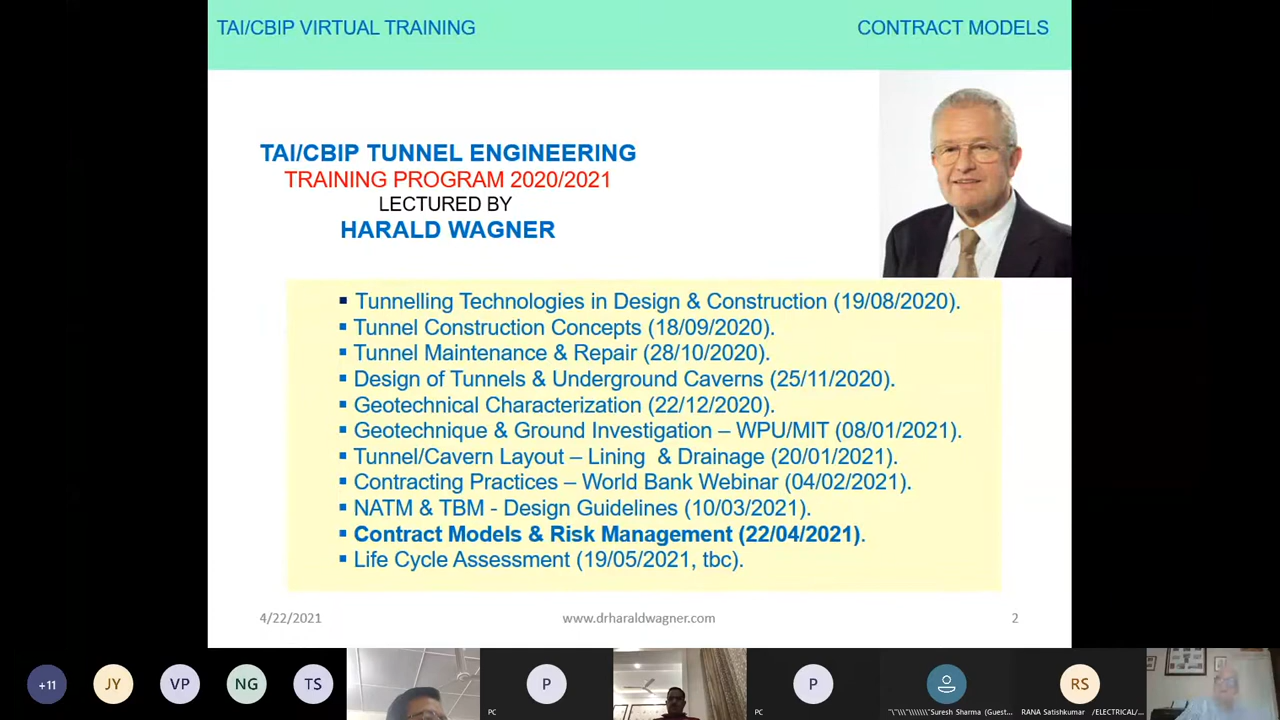 TAI/CBIP VIRTUAL TRAINING
CONTRACT MODELS
TAI/CBIP TUNNEL ENGINEERING
TRAINING PROGRAM 2020/2021
LECTURED BY
HARALD WAGNER
▪ Tunnelling Technologies in Design & Construction (19/08/2020).
▪ Tunnel Construction Concepts (18/09/2020).
▪ Tunnel Maintenance & Repair (28/10/2020).
▪ Design of Tunnels & Underground Caverns (25/11/2020).
▪ Geotechnical Characterization (22/12/2020).
▪ Geotechnique & Ground Investigation – WPU/MIT (08/01/2021).
▪ Tunnel/Cavern Layout – Lining & Drainage (20/01/2021).
▪ Contracting Practices – World Bank Webinar (04/02/2021).
▪ NATM & TBM - Design Guidelines (10/03/2021).
▪ Contract Models & Risk Management (22/04/2021).
▪ Life Cycle Assessment (19/05/2021, tbc).
4/22/2021
www.drharaldwagner.com
2
+11
JY
VP
NG
TS
P
PC
PC
P
Suresh Sharma (Guest...
RS
RANA Satishkumar /ELECTRICAL/...